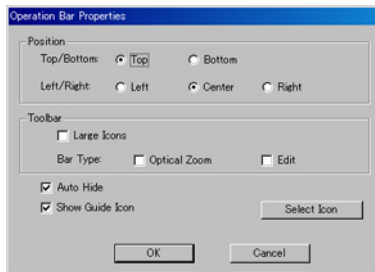 Operation Bar Properties
Position
Top/Bottom: Top Bottom
Left/Right: Left Center Right
Toolbar
Large Icons
Bar Type: Optical Zoom Edit
Auto Hide
Show Guide Icon Select Icon
OK Cancel